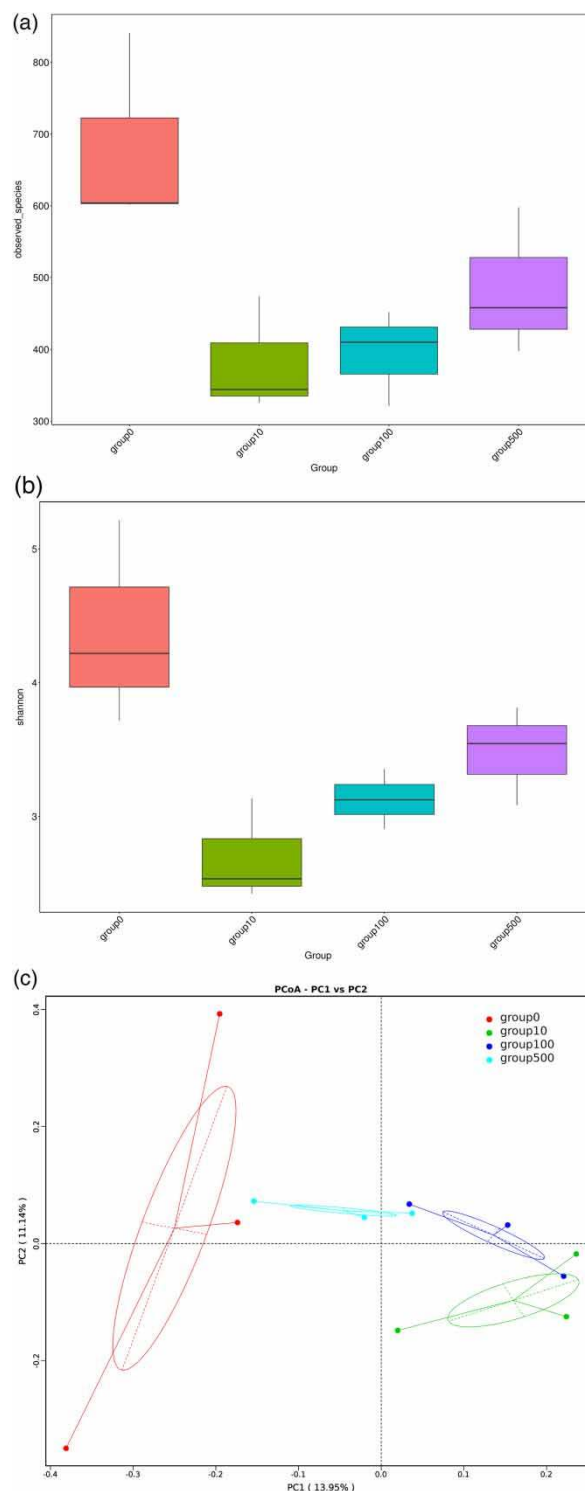 (a)
800
700
600
500
400
300
observed_species
group0
group10
group100
group500
Group
(b)
5
4
3
shannon
group0
group10
group100
group500
Group
(c)
PCoA - PC1 vs PC2
group0
group10
group100
group500
0.4
0.2
0.0
-0.2
PC2 ( 11.14% )
-0.4
-0.3
-0.2
-0.1
0.0
0.1
0.2
PC1 ( 13.95% )